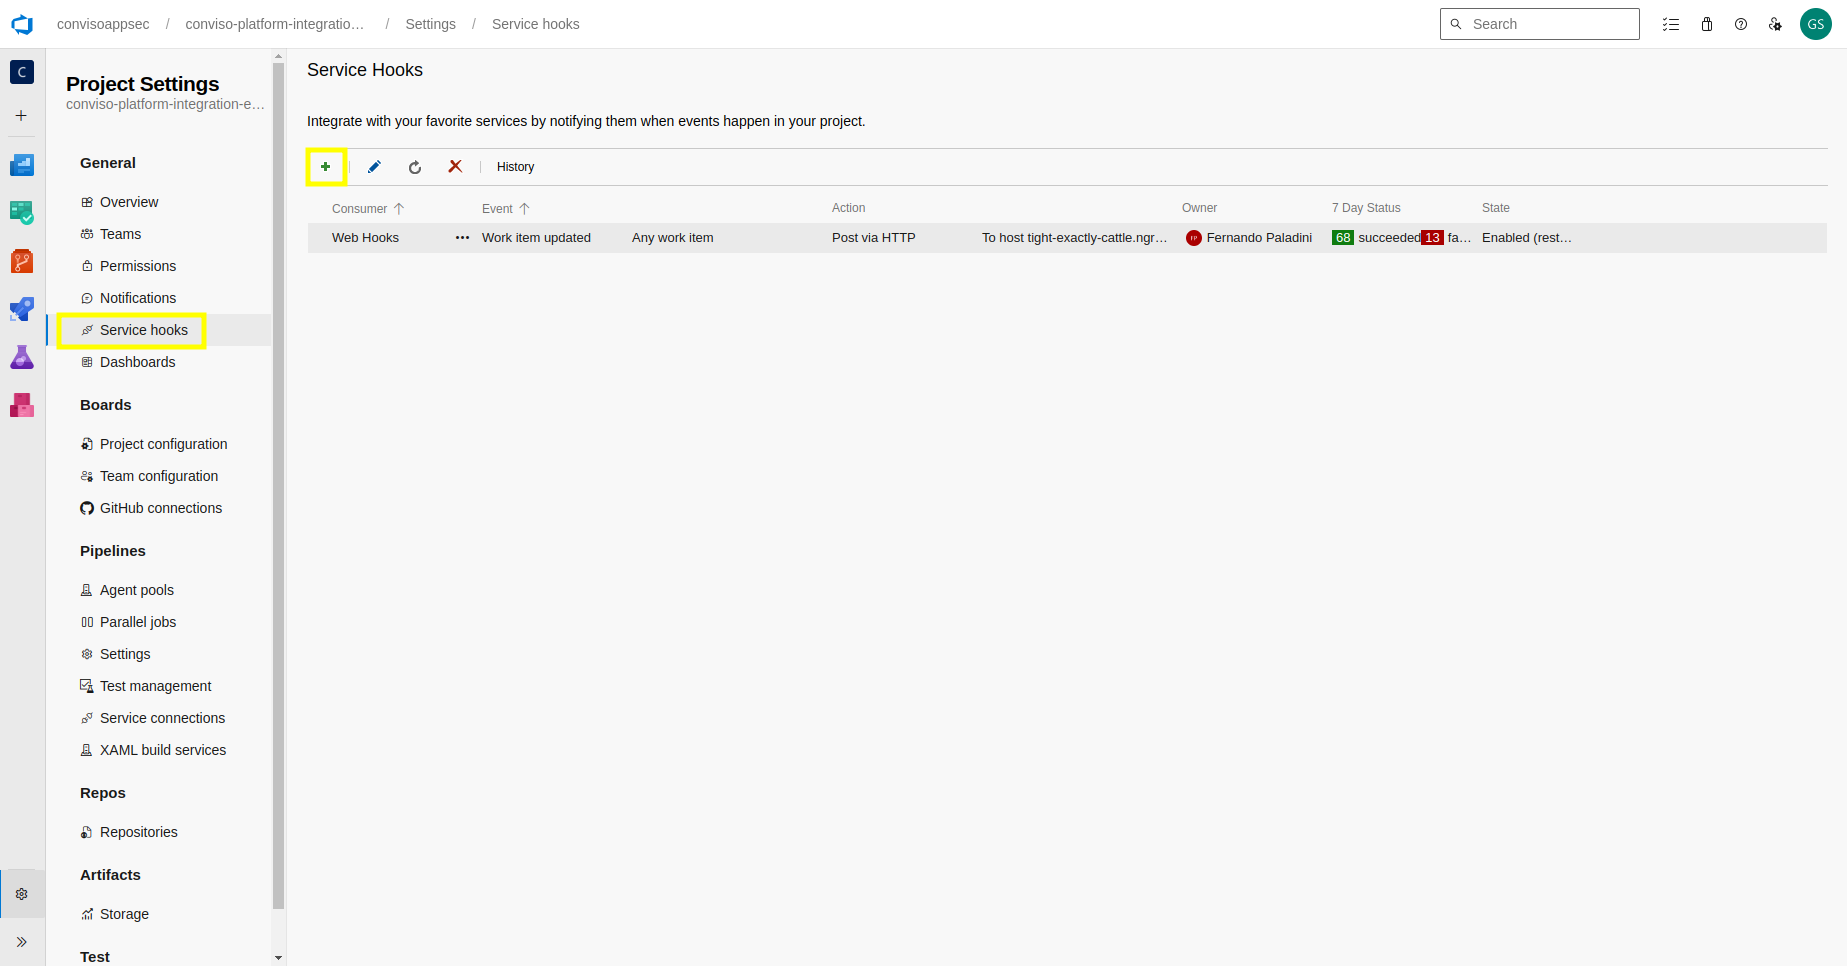 convisoappsec / conviso-platform-integratio… / Settings / Service hooks
Search
GS
C
Project Settings
conviso-platform-integration-e…
General
Overview
Teams
Permissions
Notifications
Service hooks
Dashboards
Boards
Project configuration
Team configuration
GitHub connections
Pipelines
Agent pools
Parallel jobs
Settings
Test management
Service connections
XAML build services
Repos
Repositories
Artifacts
Storage
Test
Service Hooks
Integrate with your favorite services by notifying them when events happen in your project.
History
Consumer Event Action Owner 7 Day Status State
Web Hooks ••• Work item updated Any work item Post via HTTP To host tight-exactly-cattle.ngr… FP Fernando Paladini 68 succeeded 13 fa… Enabled (rest…